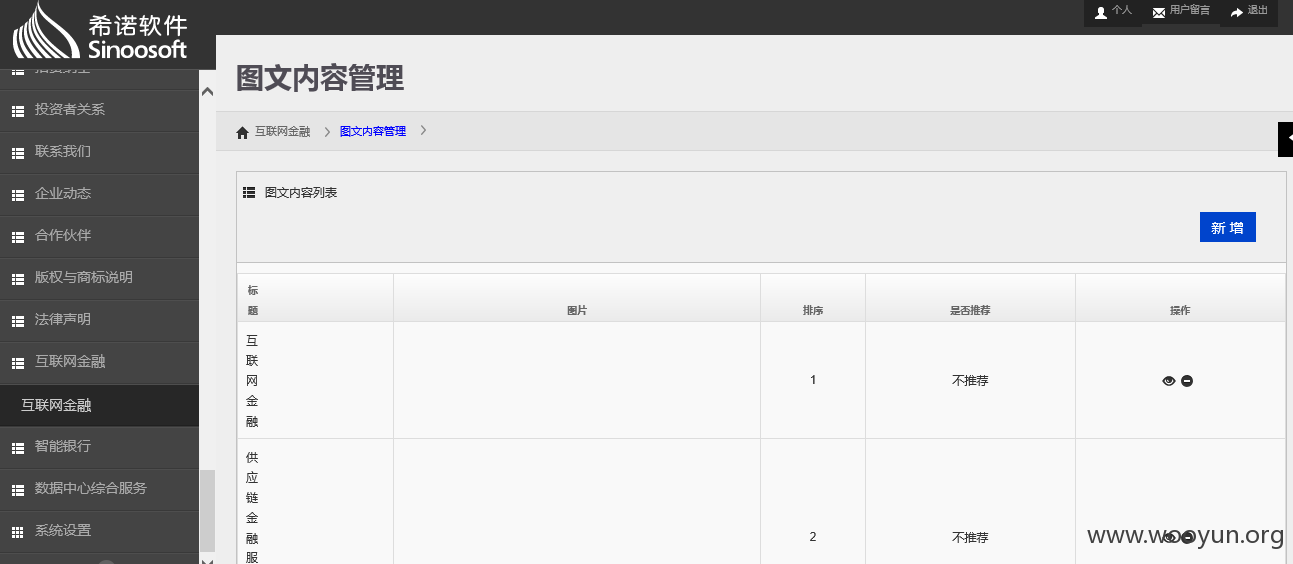 希诺软件
Sinoosoft
个人
用户留言
退出
投资者关系
联系我们
企业动态
合作伙伴
版权与商标说明
法律声明
互联网金融
互联网金融
智能银行
数据中心综合服务
系统设置
图文内容管理
互联网金融
图文内容管理
图文内容列表
新 增
标
题
图片
排序
是否推荐
操作
互
联
网
金
融
1
不推荐
供
应
链
金
融
服
2
不推荐
www.wooyun.org